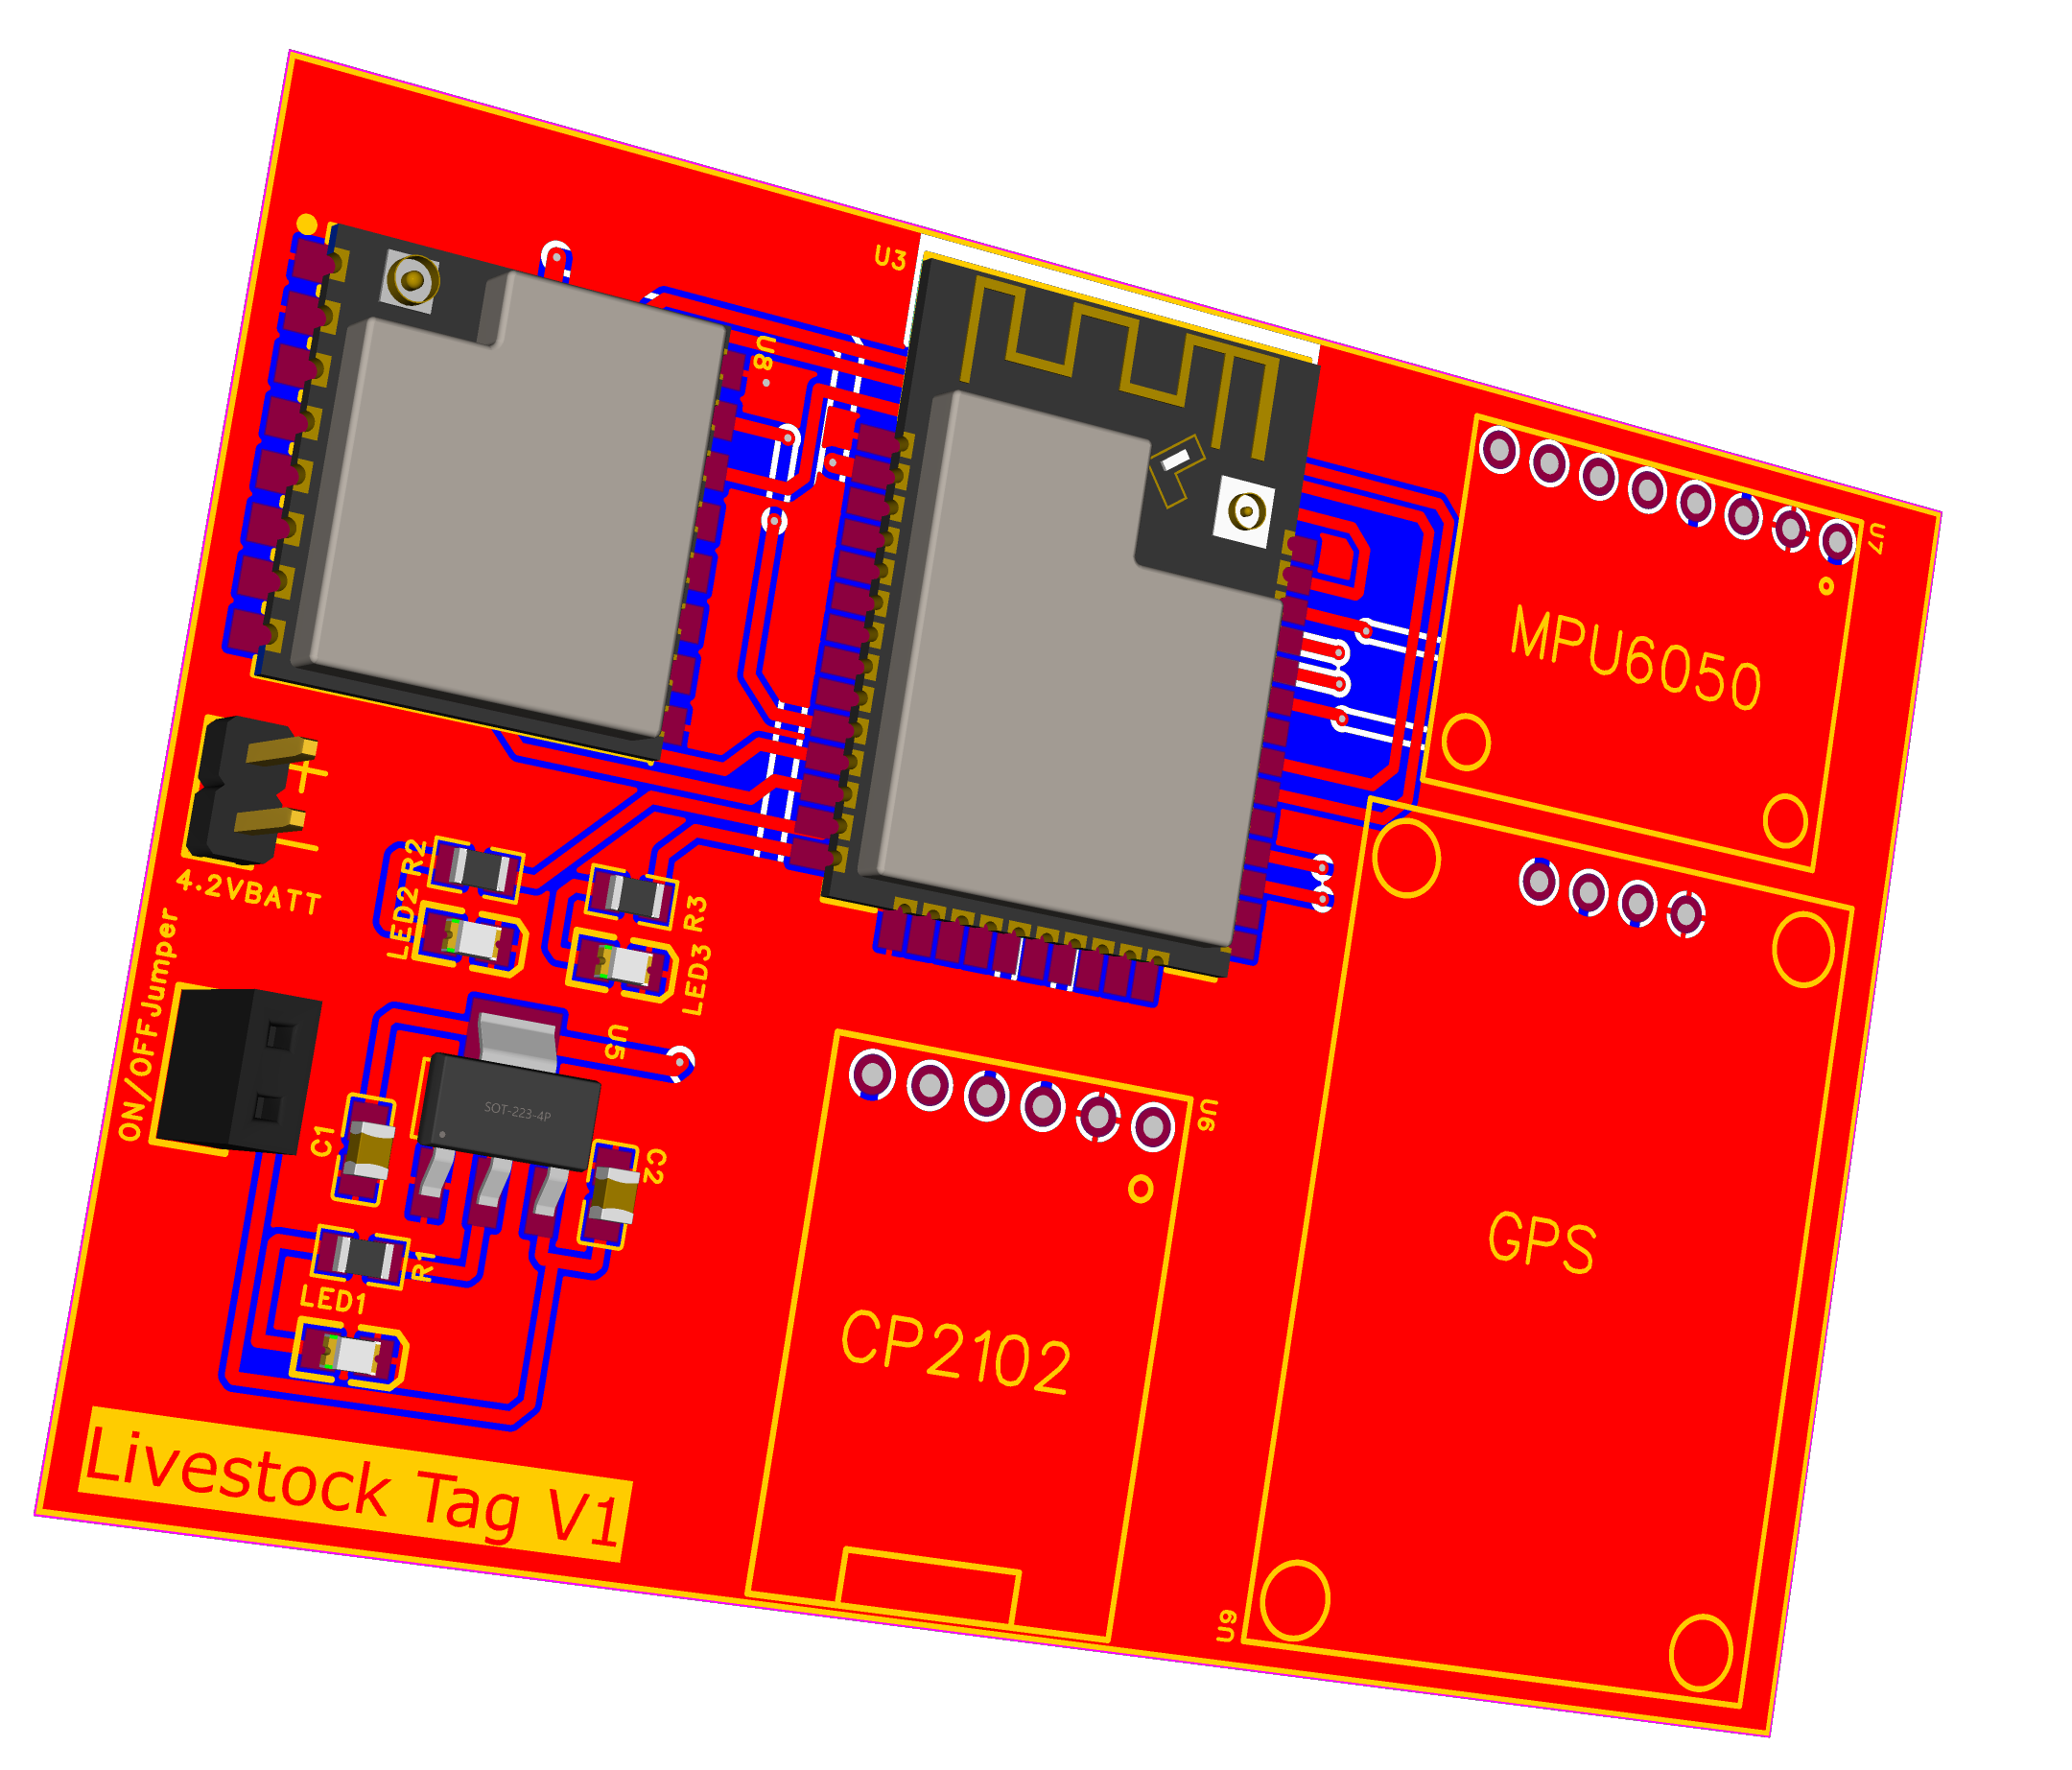 U3
U8
U7
MPU6050
4.2VBATT
R2
LED2
R3
LED3
ON/OFFJumper
U5
SOT-223-4P
C1
C2
U6
R1
LED1
GPS
CP2102
Livestock Tag V1
U9